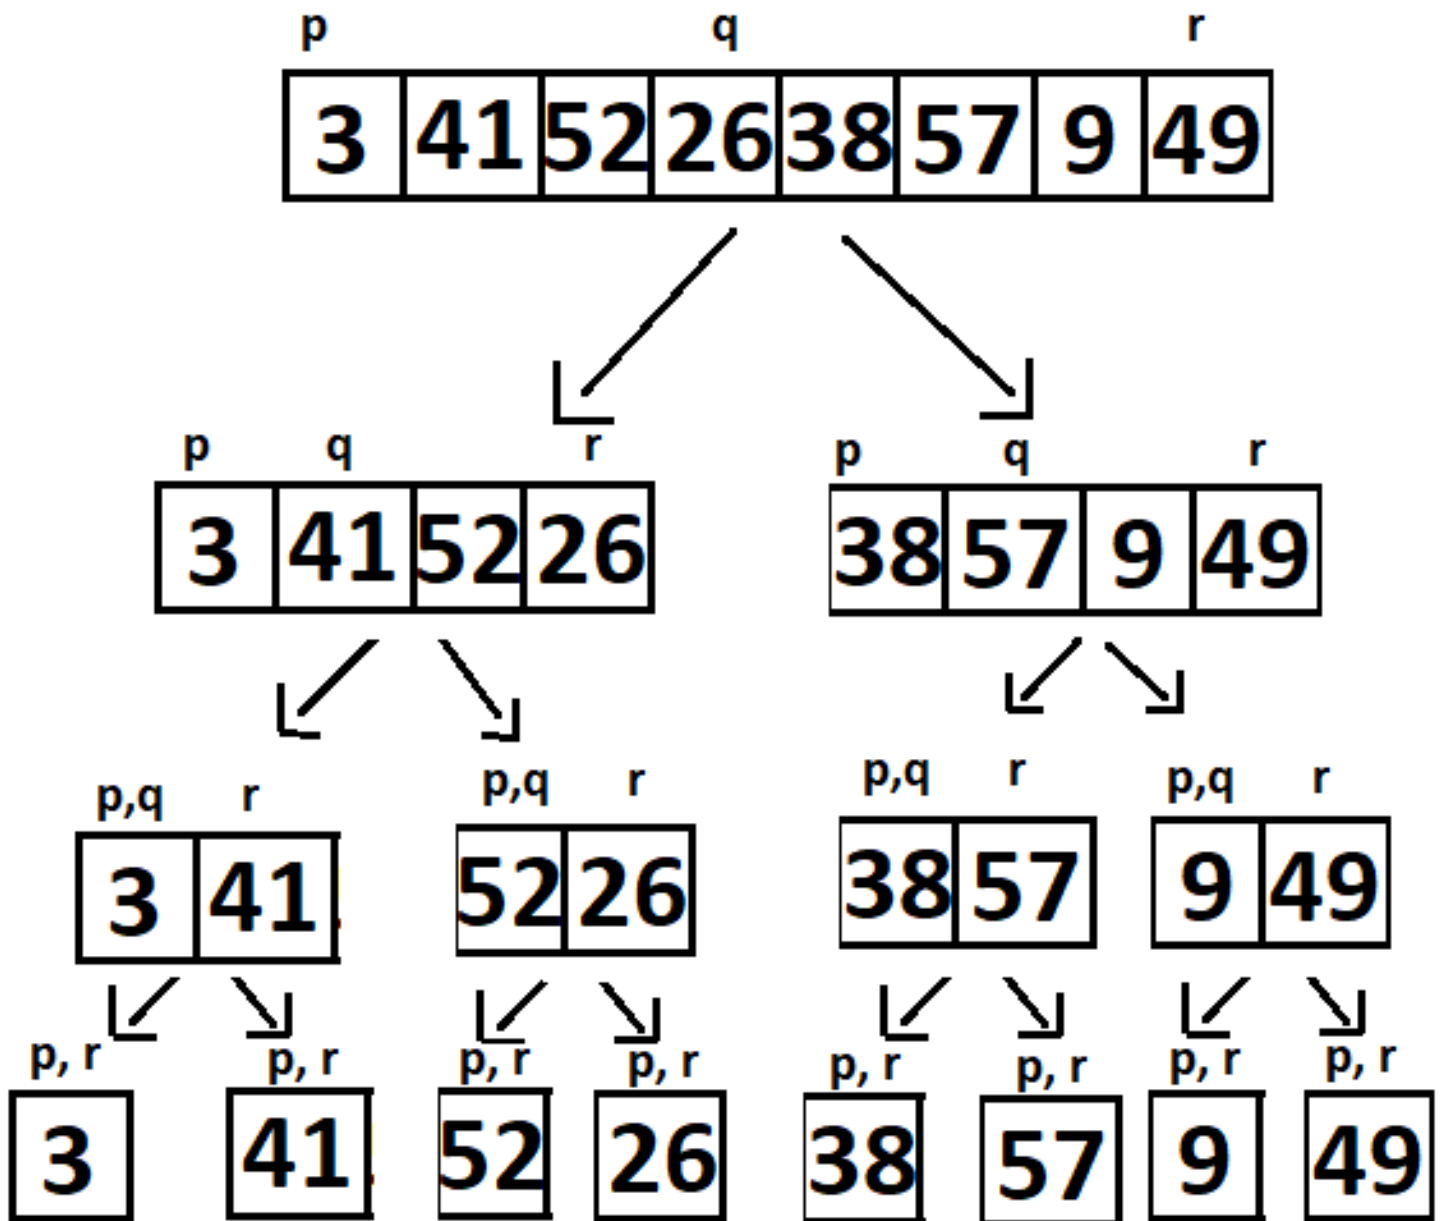 p q r
3 41 52 26 38 57 9 49
p q r p q r
3 41 52 26 38 57 9 49
p,q r p,q r p,q r p,q r
3 41 52 26 38 57 9 49
p, r p, r p, r p, r p, r p, r p, r p, r
3 41 52 26 38 57 9 49